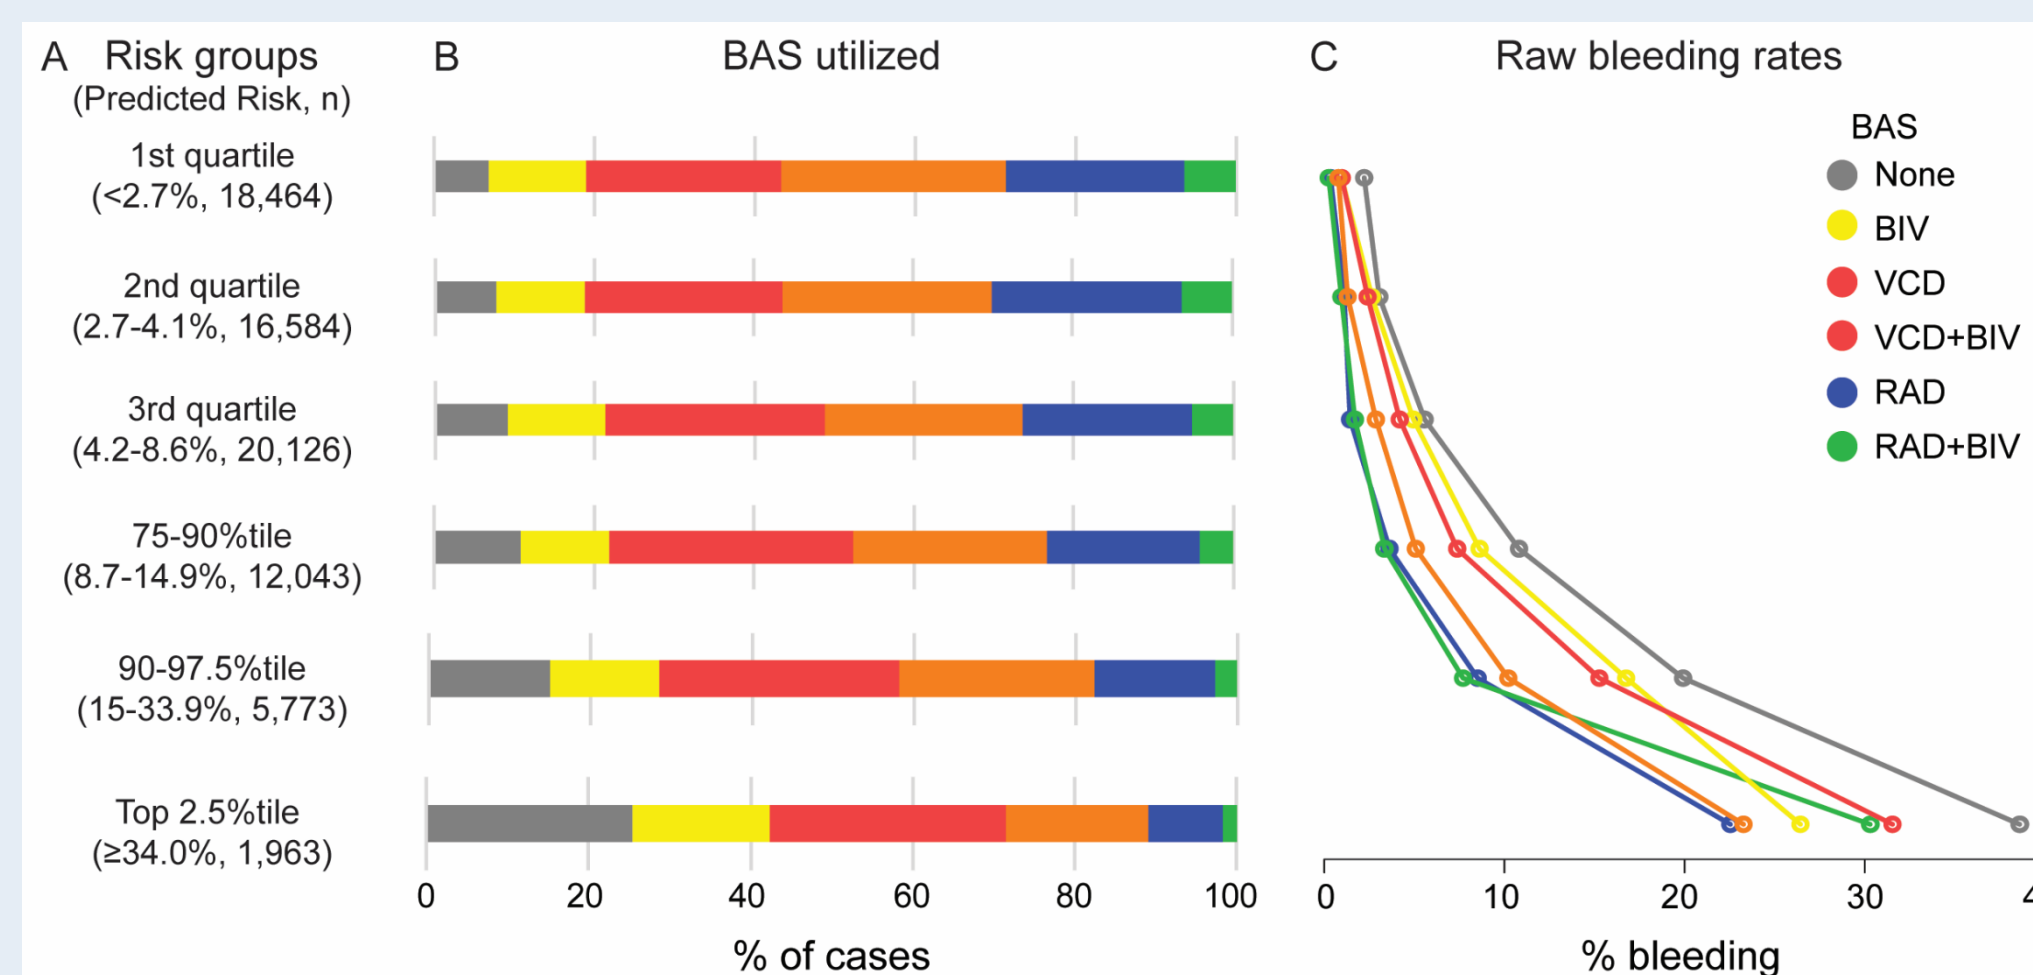 A
Risk groups
(Predicted Risk, n)
1st quartile
(<2.7%, 18,464)
2nd quartile
(2.7-4.1%, 16,584)
3rd quartile
(4.2-8.6%, 20,126)
75-90%tile
(8.7-14.9%, 12,043)
90-97.5%tile
(15-33.9%, 5,773)
Top 2.5%tile
(≥34.0%, 1,963)
B
BAS utilized
0 20 40 60 80 100
% of cases
C
Raw bleeding rates
BAS
None
BIV
VCD
VCD+BIV
RAD
RAD+BIV
0 10 20 30
% bleeding